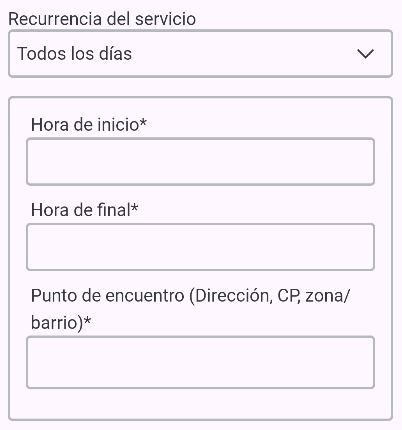 Recurrencia del servicio
Todos los días
Hora de inicio*
Hora de final*
Punto de encuentro (Dirección, CP, zona/
barrio)*